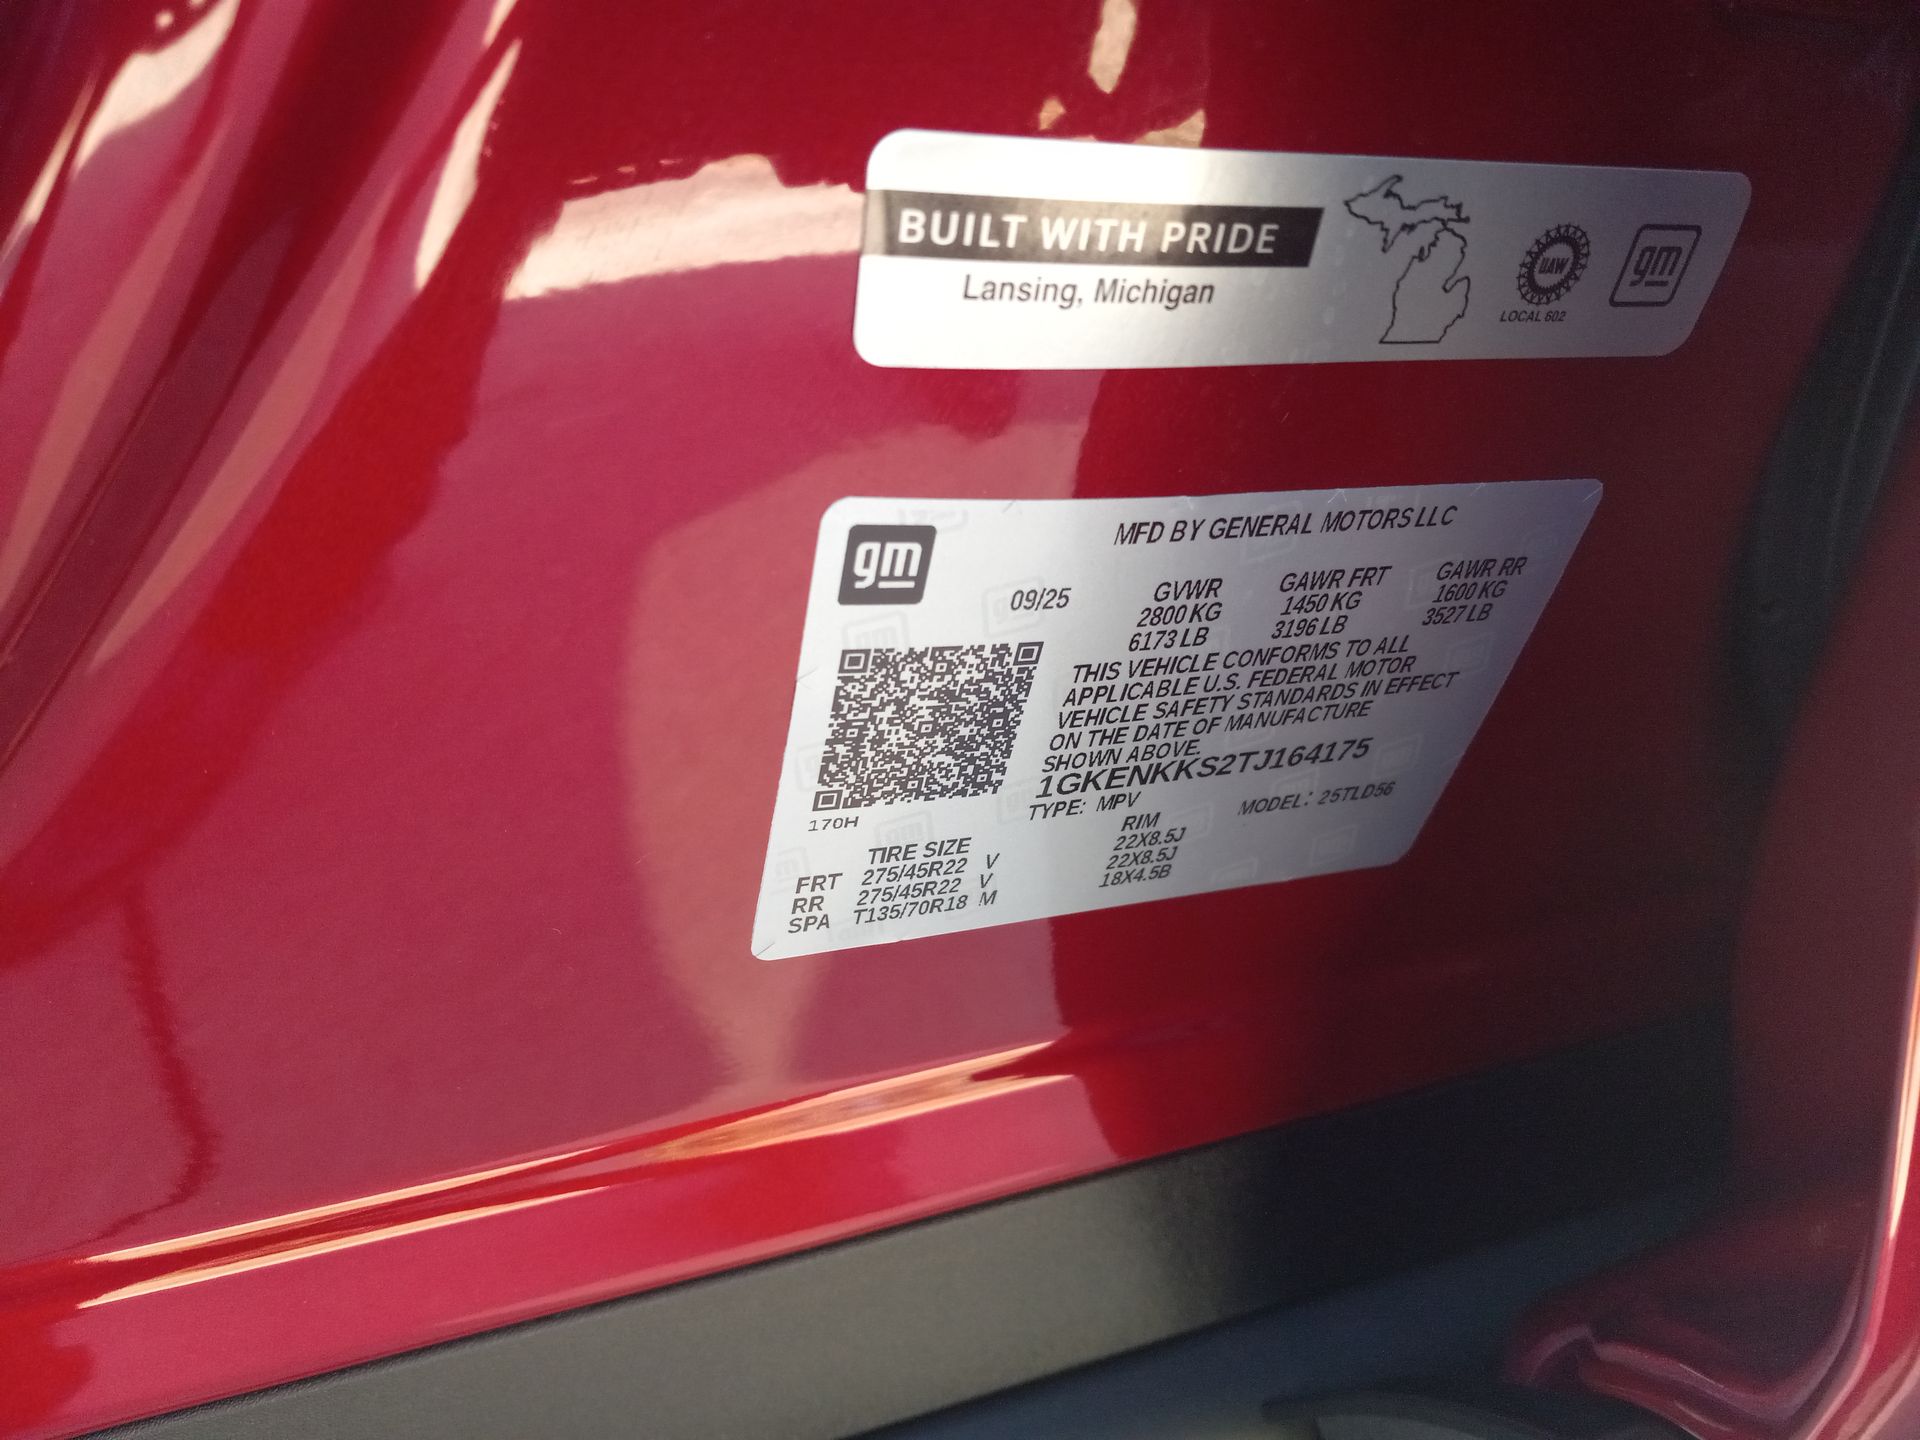 BUILT WITH PRIDE
Lansing, Michigan
UAW
LOCAL 602
gm
gm
MFD BY GENERAL MOTORS LLC
09/25
GVWR GAWR FRT GAWR RR
2800 KG 1450 KG 1600 KG
6173 LB 3196 LB 3527 LB
THIS VEHICLE CONFORMS TO ALL
APPLICABLE U.S. FEDERAL MOTOR
VEHICLE SAFETY STANDARDS IN EFFECT
ON THE DATE OF MANUFACTURE
SHOWN ABOVE.
1GKENKKS2TJ164175
TYPE: MPV MODEL: 25TLD56
170H
TIRE SIZE RIM
FRT 275/45R22 V 22X8.5J
RR 275/45R22 V 22X8.5J
SPA T135/70R18 M 18X4.5B